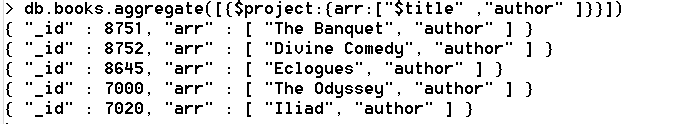 > db.books.aggregate([{$project:{arr:["$title" ,"author" ]}}])
{ "_id" : 8751, "arr" : [ "The Banquet", "author" ] }
{ "_id" : 8752, "arr" : [ "Divine Comedy", "author" ] }
{ "_id" : 8645, "arr" : [ "Eclogues", "author" ] }
{ "_id" : 7000, "arr" : [ "The Odyssey", "author" ] }
{ "_id" : 7020, "arr" : [ "Iliad", "author" ] }